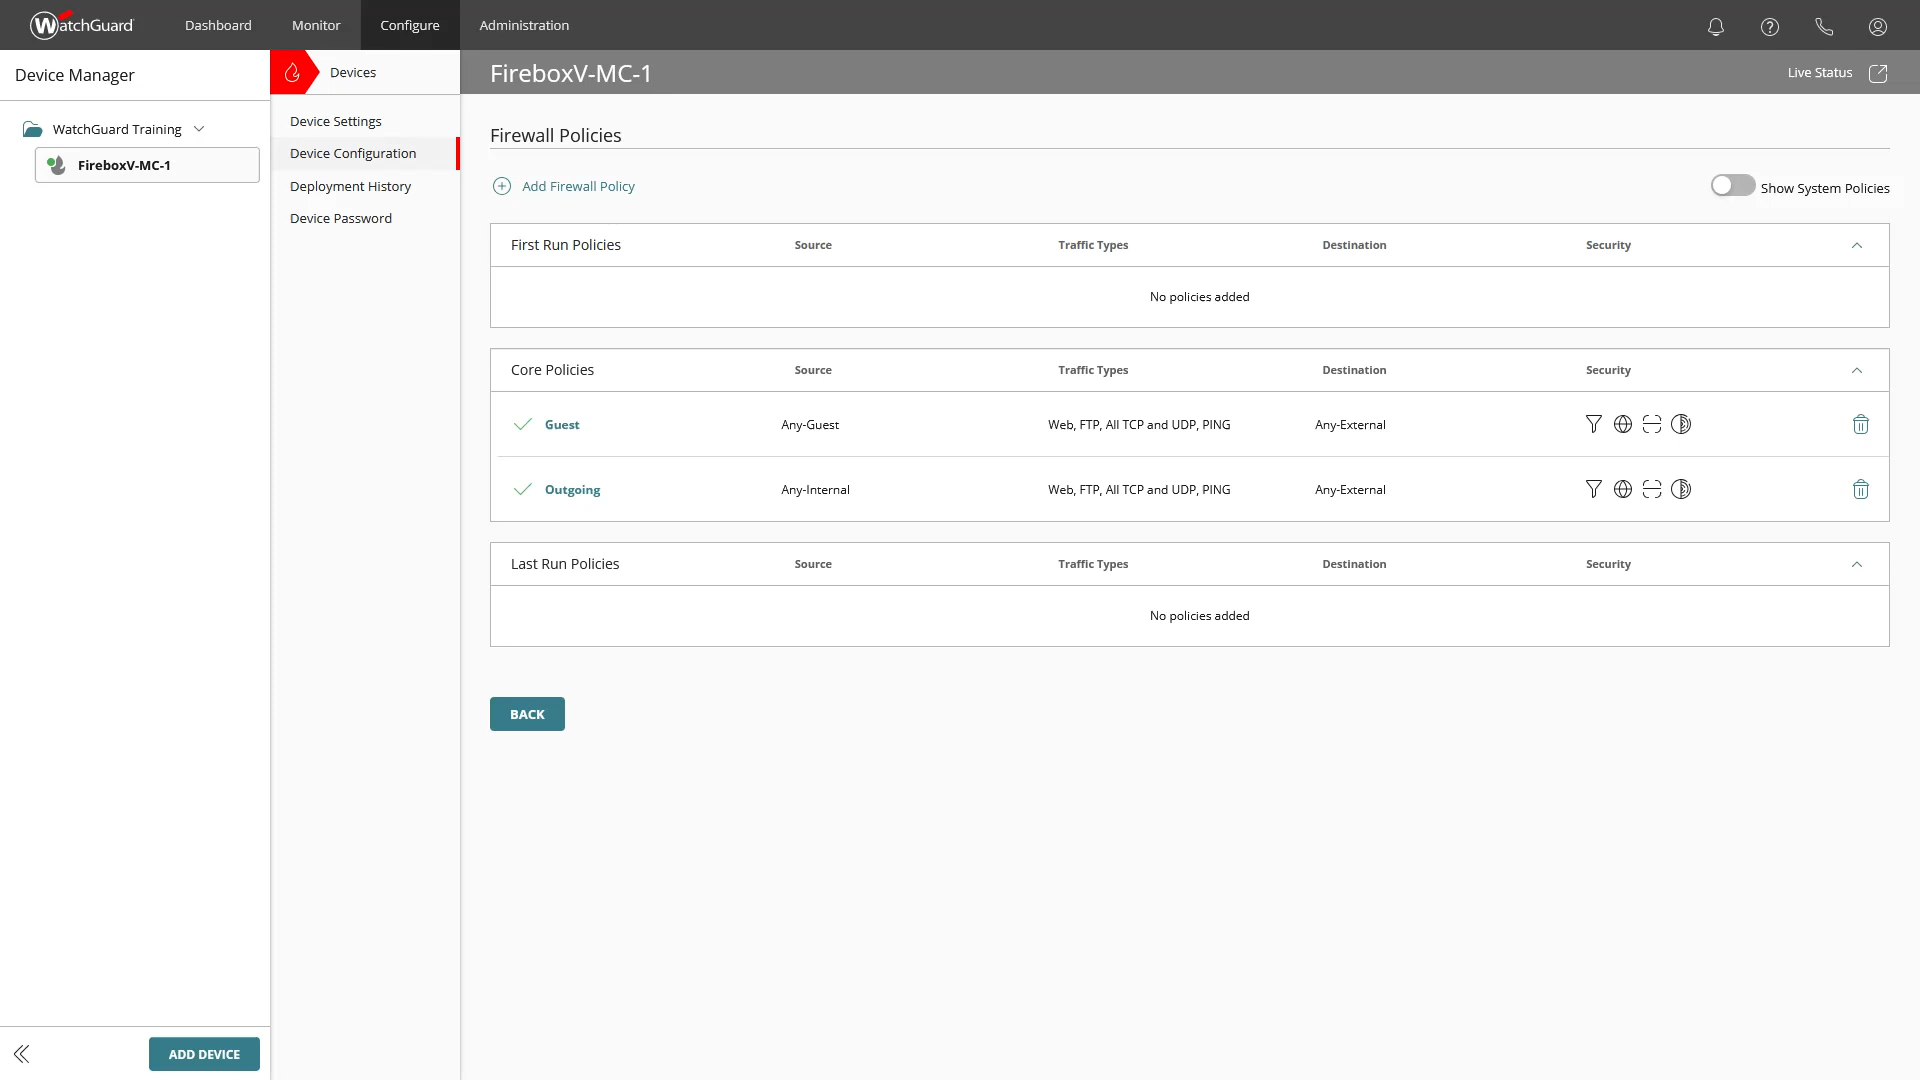 WatchGuard
Dashboard
Monitor
Configure
Administration
Device Manager
Devices
FireboxV-MC-1
Live Status
WatchGuard Training
FireboxV-MC-1
Device Settings
Device Configuration
Deployment History
Device Password
Firewall Policies
Add Firewall Policy
Show System Policies
First Run Policies Source Traffic Types Destination Security
No policies added
Core Policies Source Traffic Types Destination Security
Guest Any-Guest Web, FTP, All TCP and UDP, PING Any-External
Outgoing Any-Internal Web, FTP, All TCP and UDP, PING Any-External
Last Run Policies Source Traffic Types Destination Security
No policies added
BACK
ADD DEVICE